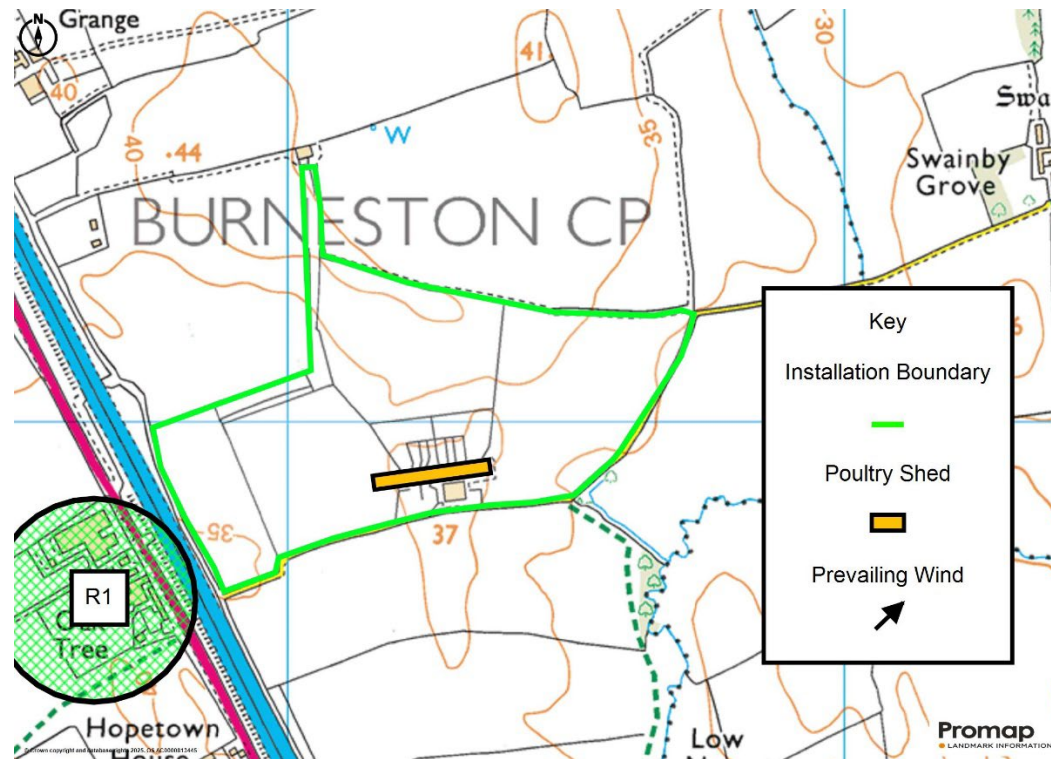 N
Grange
40
41
30
Swa
44
40
W
35
Swainby
Grove
BURNESTON CP
Key
Installation Boundary
Poultry Shed
Prevailing Wind
35
37
R1
Tree
Hopetown
House
Low
Promap
LANDMARK INFORMATION